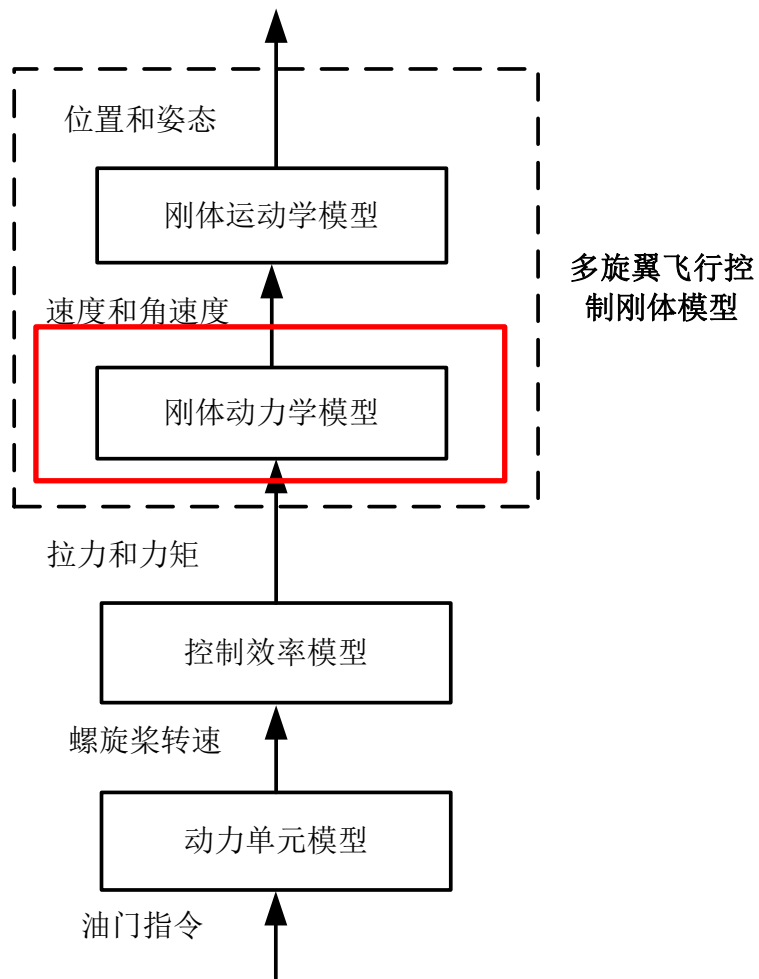 位置和姿态
刚体运动学模型
多旋翼飞行控
制刚体模型
速度和角速度
刚体动力学模型
拉力和力矩
控制效率模型
螺旋桨转速
动力单元模型
油门指令